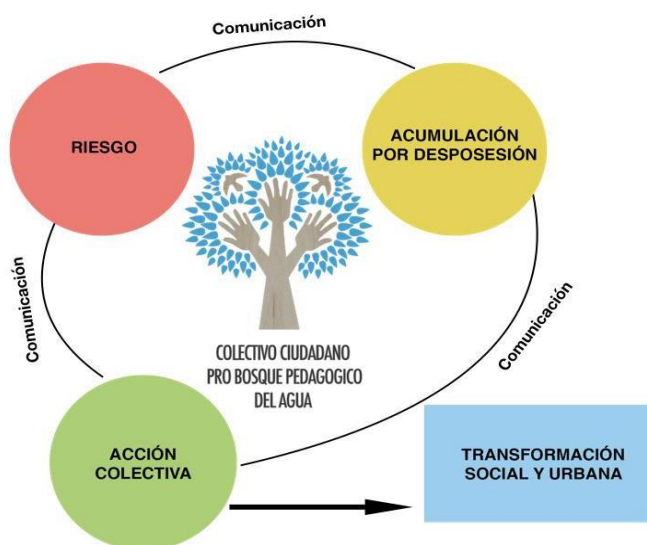 Comunicación
RIESGO
ACUMULACIÓN
POR DESPOSESIÓN
Comunicación
Comunicación
COLECTIVO CIUDADANO
PRO BOSQUE PEDAGOGICO
DEL AGUA
ACCIÓN
COLECTIVA
TRANSFORMACIÓN
SOCIAL Y URBANA